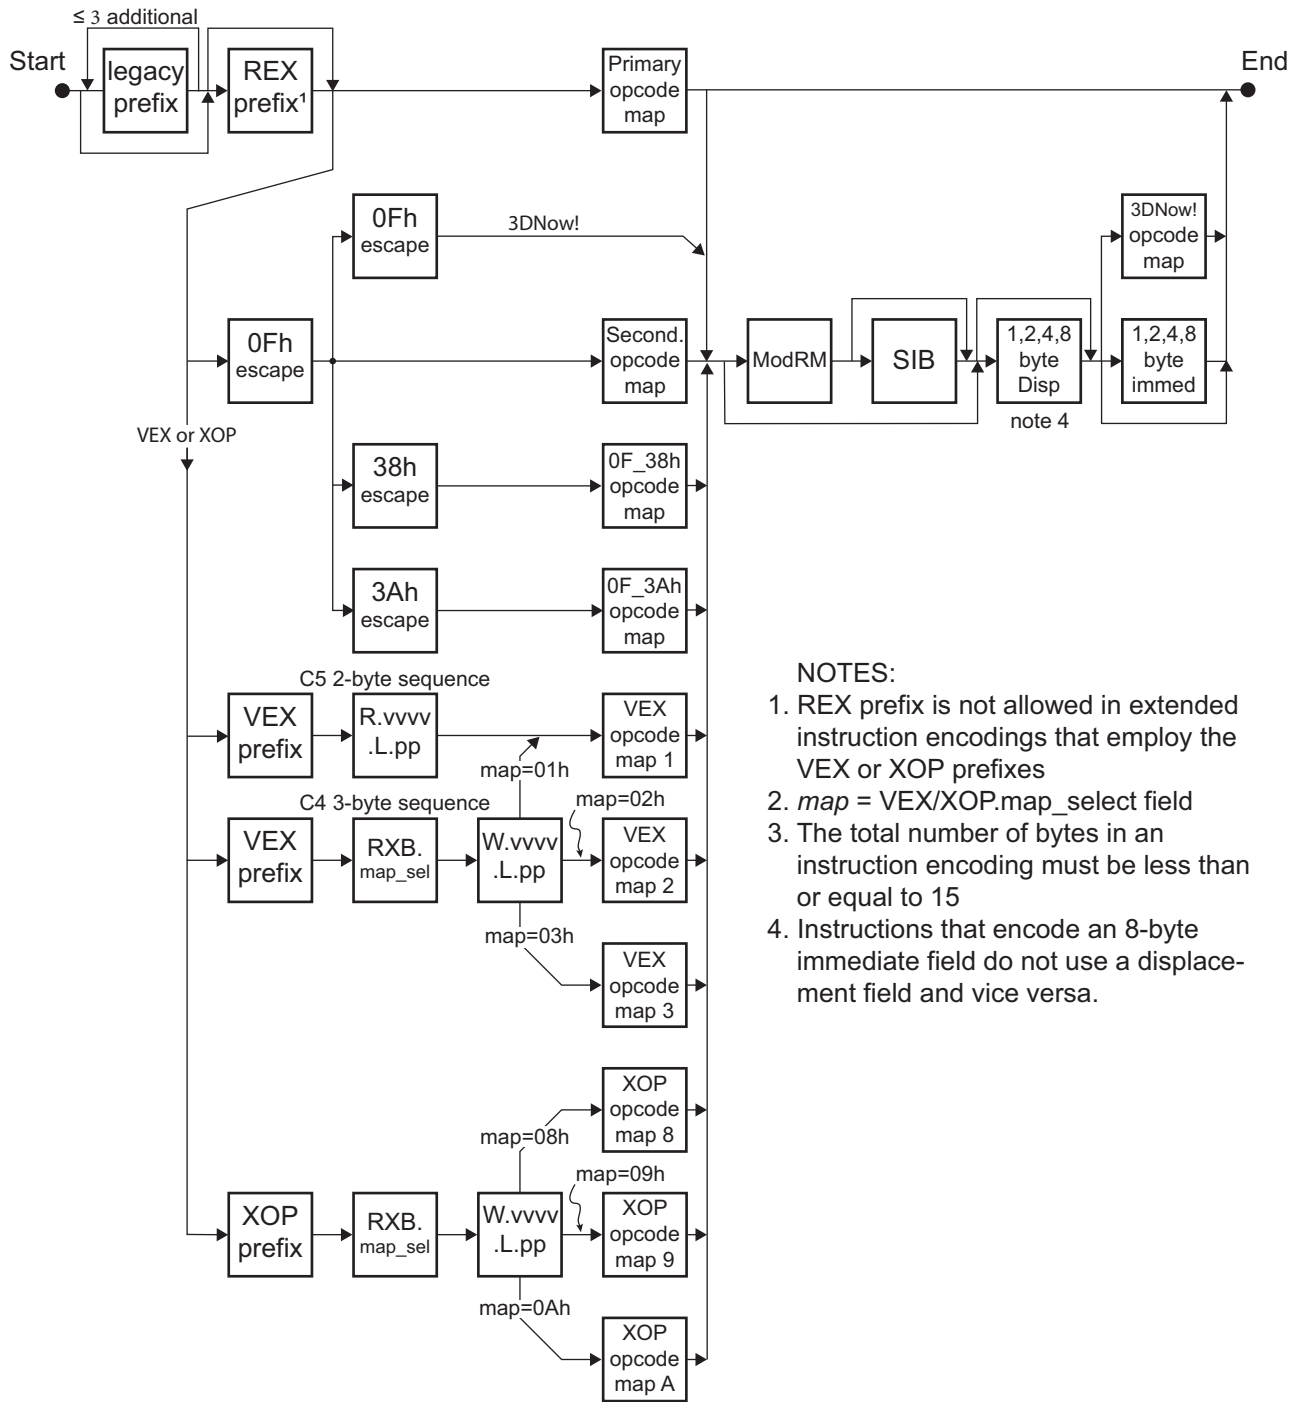 ≤ 3 additional
Start
legacy
prefix
REX
prefix¹
Primary
opcode
map
End
0Fh
escape
3DNow!
3DNow!
opcode
map
0Fh
escape
Second.
opcode
map
ModRM
SIB
1,2,4,8
byte
Disp
note 4
1,2,4,8
byte
immed
VEX or XOP
38h
escape
0F_38h
opcode
map
3Ah
escape
0F_3Ah
opcode
map
C5 2-byte sequence
VEX
prefix
R.vvvv
.L.pp
VEX
opcode
map 1
map=01h
C4 3-byte sequence
map=02h
VEX
prefix
RXB.
map_sel
W.vvvv
.L.pp
VEX
opcode
map 2
map=03h
VEX
opcode
map 3
XOP
opcode
map 8
map=08h
map=09h
XOP
prefix
RXB.
map_sel
W.vvvv
.L.pp
XOP
opcode
map 9
map=0Ah
XOP
opcode
map A
NOTES:
1. REX prefix is not allowed in extended
instruction encodings that employ the
VEX or XOP prefixes
2. map = VEX/XOP.map_select field
3. The total number of bytes in an
instruction encoding must be less than
or equal to 15
4. Instructions that encode an 8-byte
immediate field do not use a displace-
ment field and vice versa.